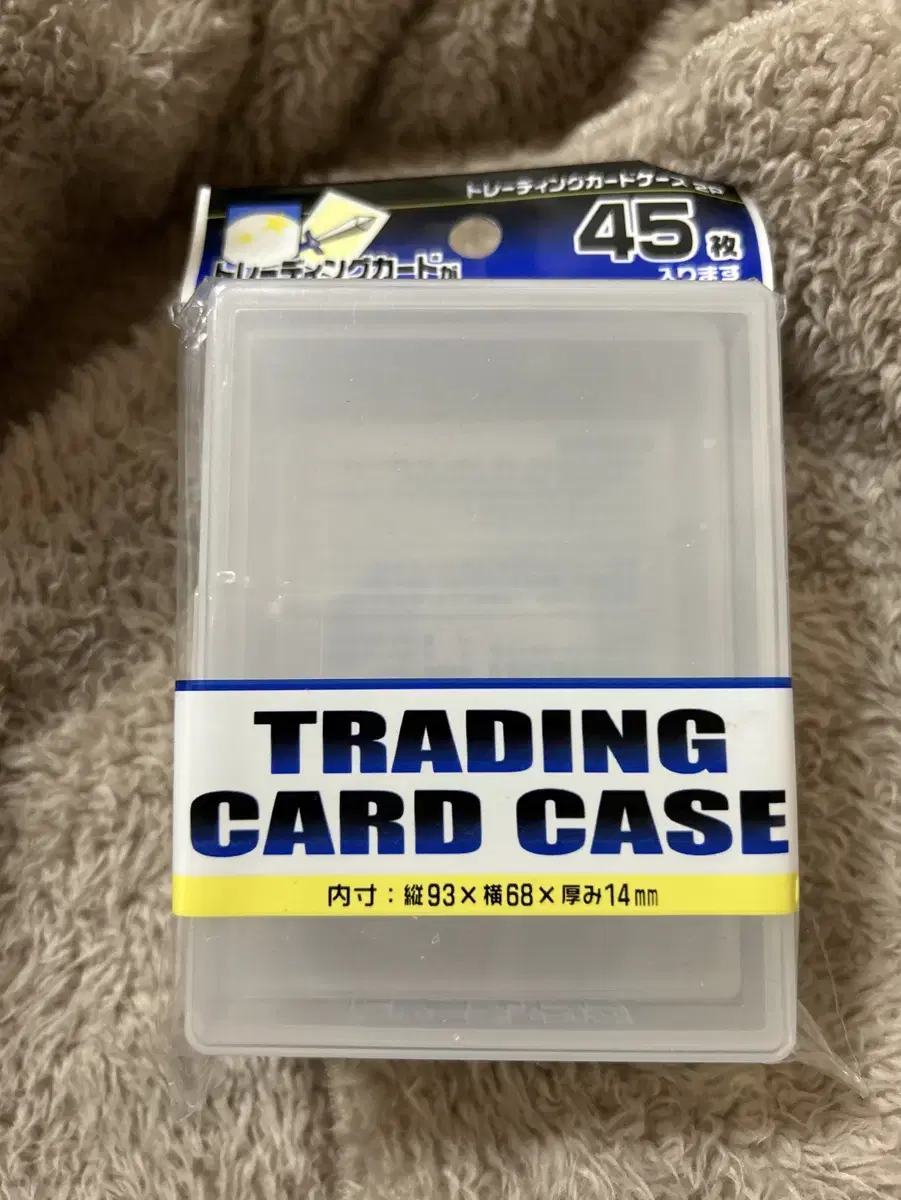 トレーディングカードケース 2P
45枚
入ります
トレーディングカードが
TRADING
CARD CASE
内寸：縦93×横68×厚み14mm